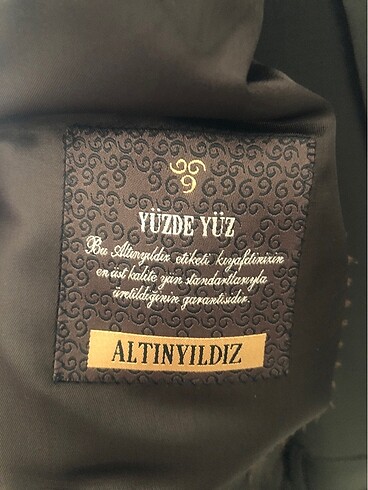 YÜZDE YÜZ
Bu Altınyıldız etiketi kıyafetinizin
en üst kalite yün standartlarıyla
üretildiğinin garantisidir.
ALTINYILDIZ